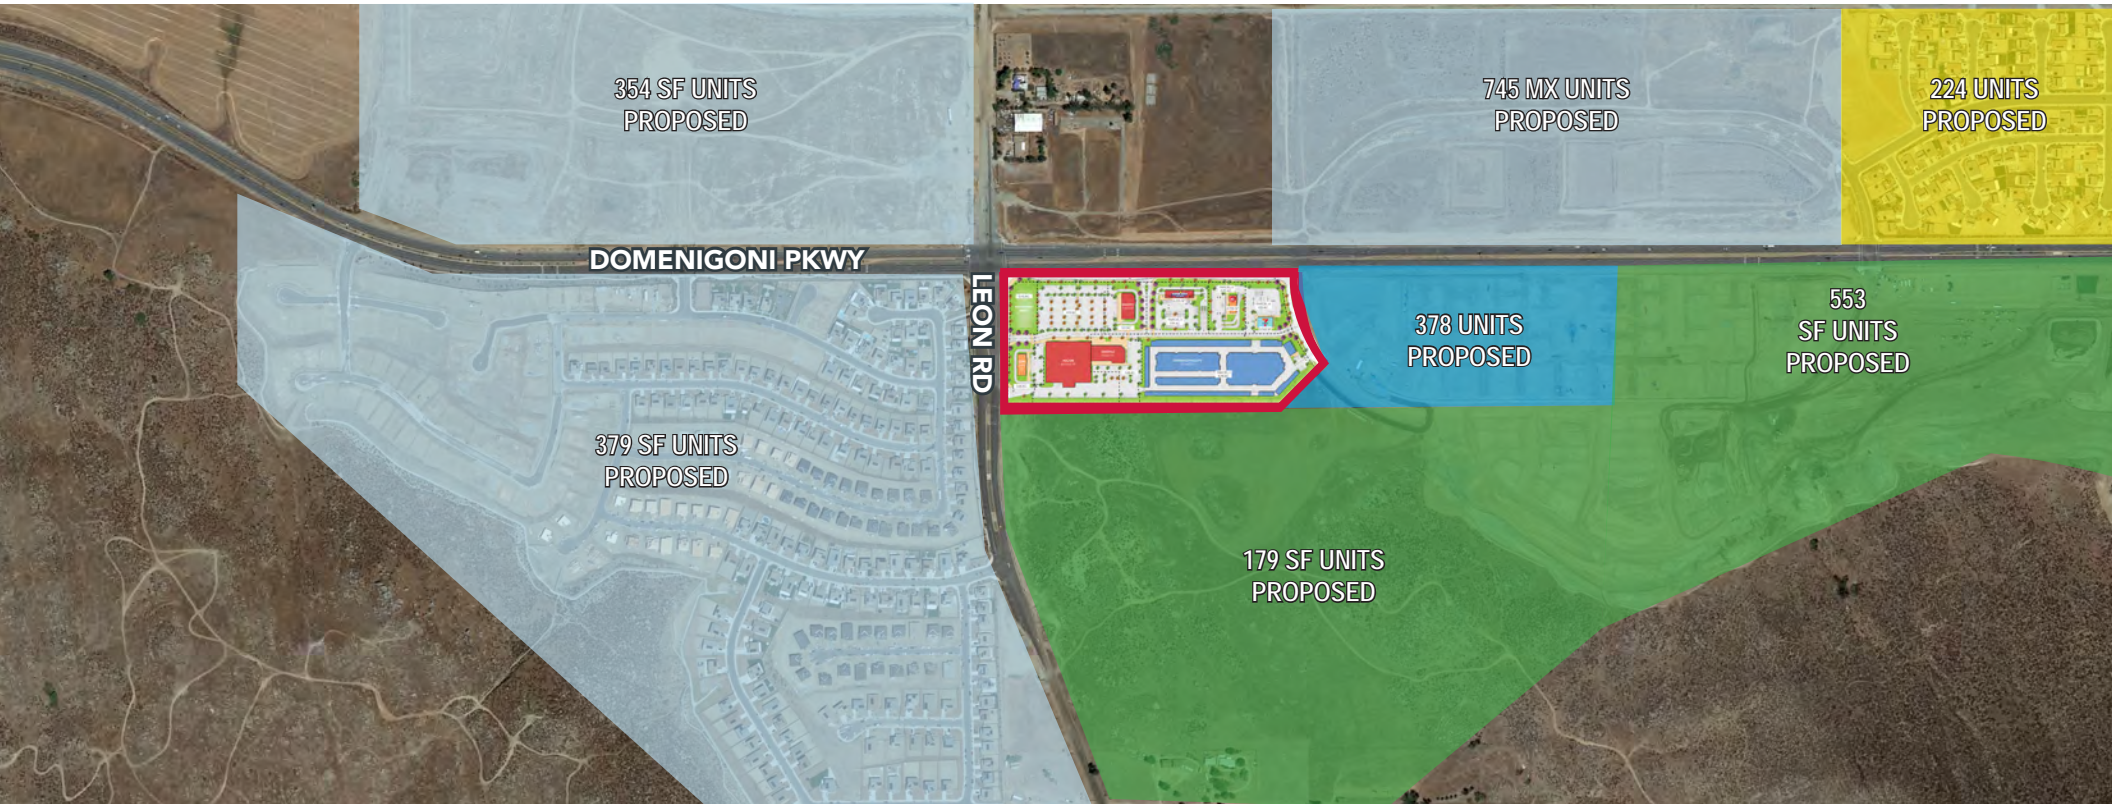 354 SF UNITS
PROPOSED
745 MX UNITS
PROPOSED
224 UNITS
PROPOSED
DOMENIGONI PKWY
LEON RD
378 UNITS
PROPOSED
553
SF UNITS
PROPOSED
379 SF UNITS
PROPOSED
179 SF UNITS
PROPOSED